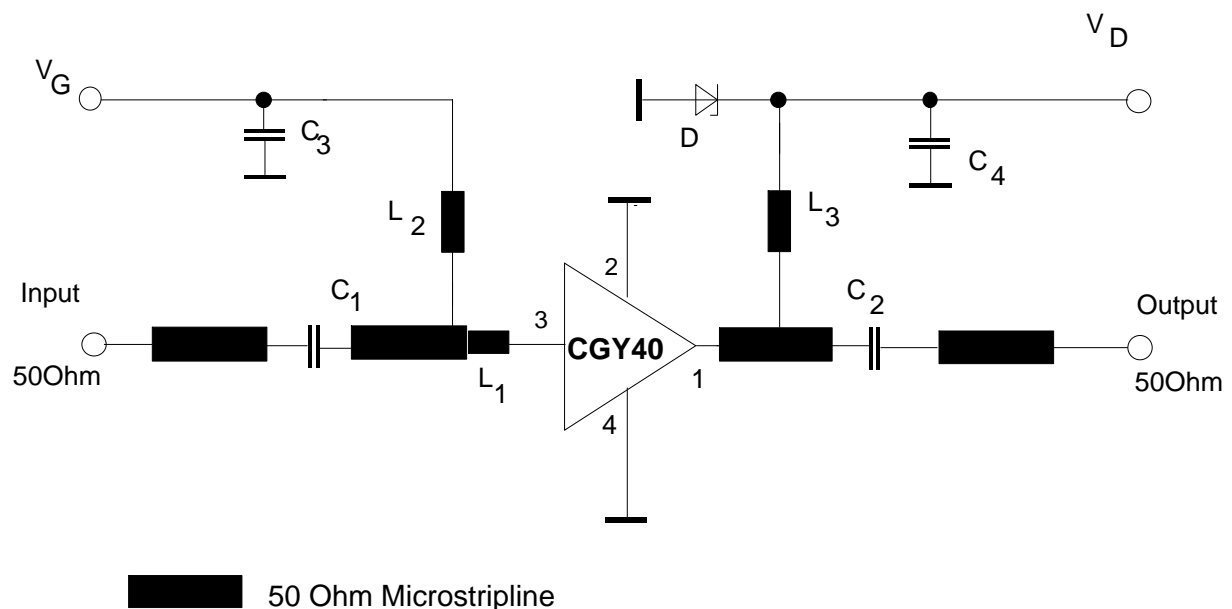 V D
V G
C 3
D
C 4
L 2
L 3
2
Input
C 1
C 2
Output
3
CGY40
1
50Ohm
L 1
50Ohm
4
50 Ohm Microstripline